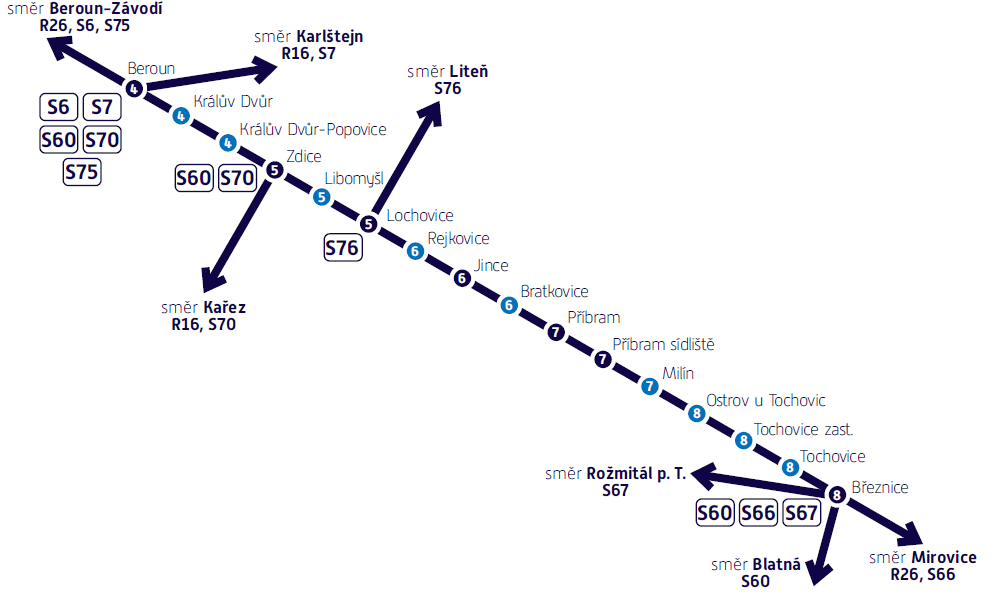 směr Beroun-Závodí
R26, S6, S75
směr Karlštejn
R16, S7
směr Liteň
S76
Beroun
4
S6 S7
S60 S70
S75
Králův Dvůr
4
Králův Dvůr-Popovice
4
Zdice
5
S60 S70
Libomyšl
5
Lochovice
5
S76
Rejkovice
6
Jince
6
směr Kařez
R16, S70
Bratkovice
6
Příbram
7
Příbram sídliště
7
Milín
7
Ostrov u Tochovic
8
Tochovice zast.
8
Tochovice
8
směr Rožmitál p. T.
S67
Březnice
8
S60 S66 S67
směr Blatná
S60
směr Mirovice
R26, S66